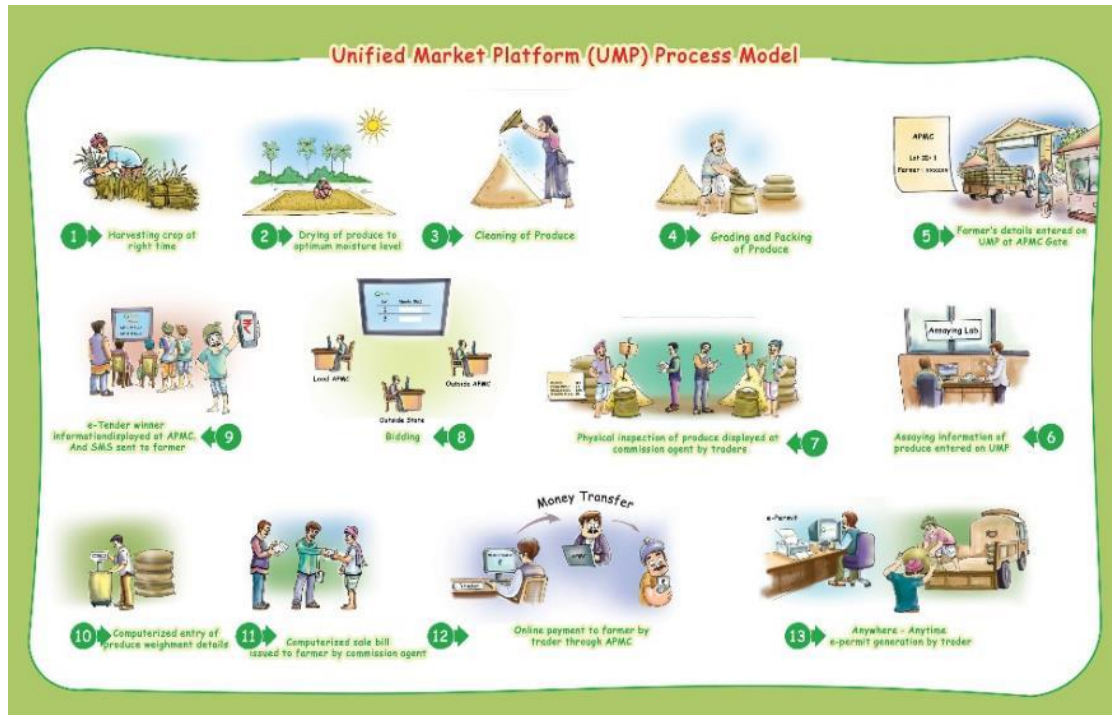 Unified Market Platform (UMP) Process Model
1
Harvesting crop at
right time
2
Drying of produce to
optimum moisture level
3
Cleaning of Produce
4
Grading and Packing
of Produce
APMC
Lot ID: 1
5
Farmer's details entered on
UMP at APMC Gate
Assaying Lab
6
Assaying information of
produce entered on UMP
7
Physical inspection of produce displayed at
commission agent by traders
Local APMC
Outside APMC
Outside State
8
Bidding
9
e-Tender winner
informationdisplayed at APMC.
And SMS sent to farmer
10
Computerized entry of
produce weighment details
11
Computerized sale bill
issued to farmer by commission agent
Money Transfer
12
Online payment to farmer by
trader through APMC
e-Permit
13
Anywhere - Anytime
e-permit generation by trader